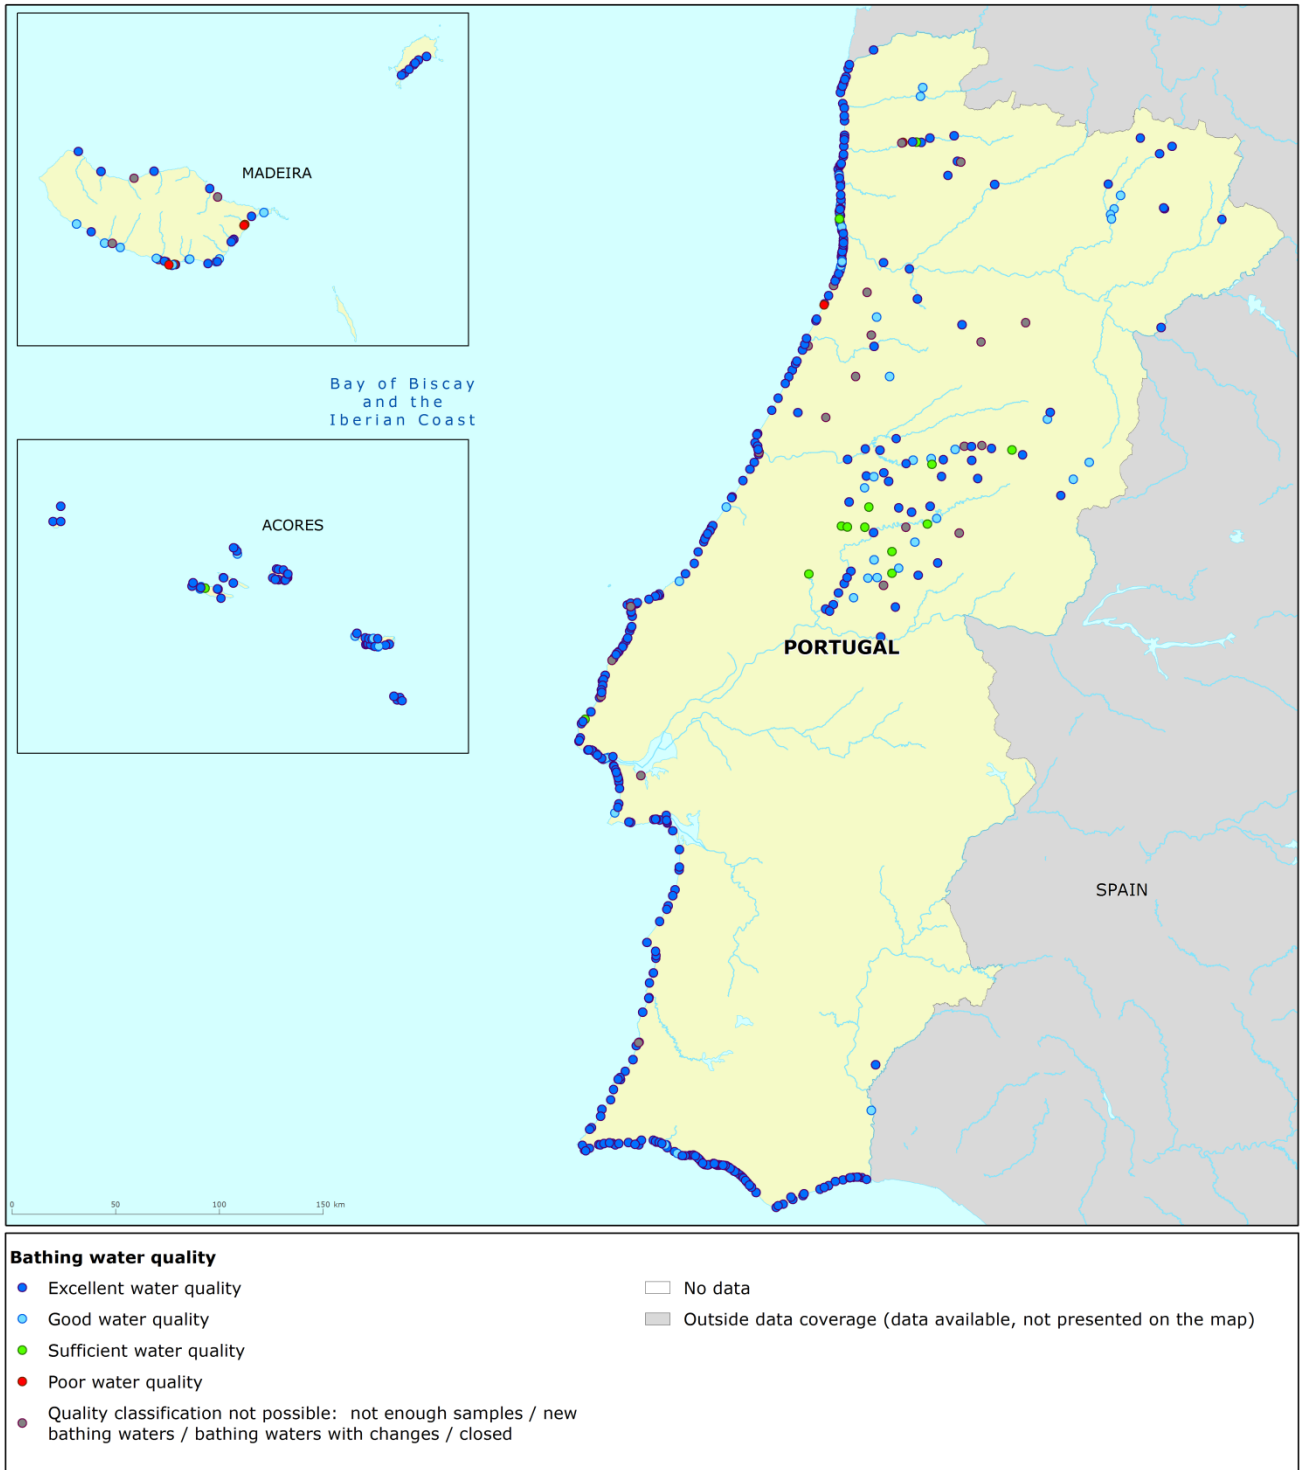 MADEIRA
Bay of Biscay
and the
Iberian Coast
ACORES
PORTUGAL
SPAIN
0 50 100 150 km
Bathing water quality
Excellent water quality
Good water quality
Sufficient water quality
Poor water quality
Quality classification not possible: not enough samples / new
bathing waters / bathing waters with changes / closed
No data
Outside data coverage (data available, not presented on the map)